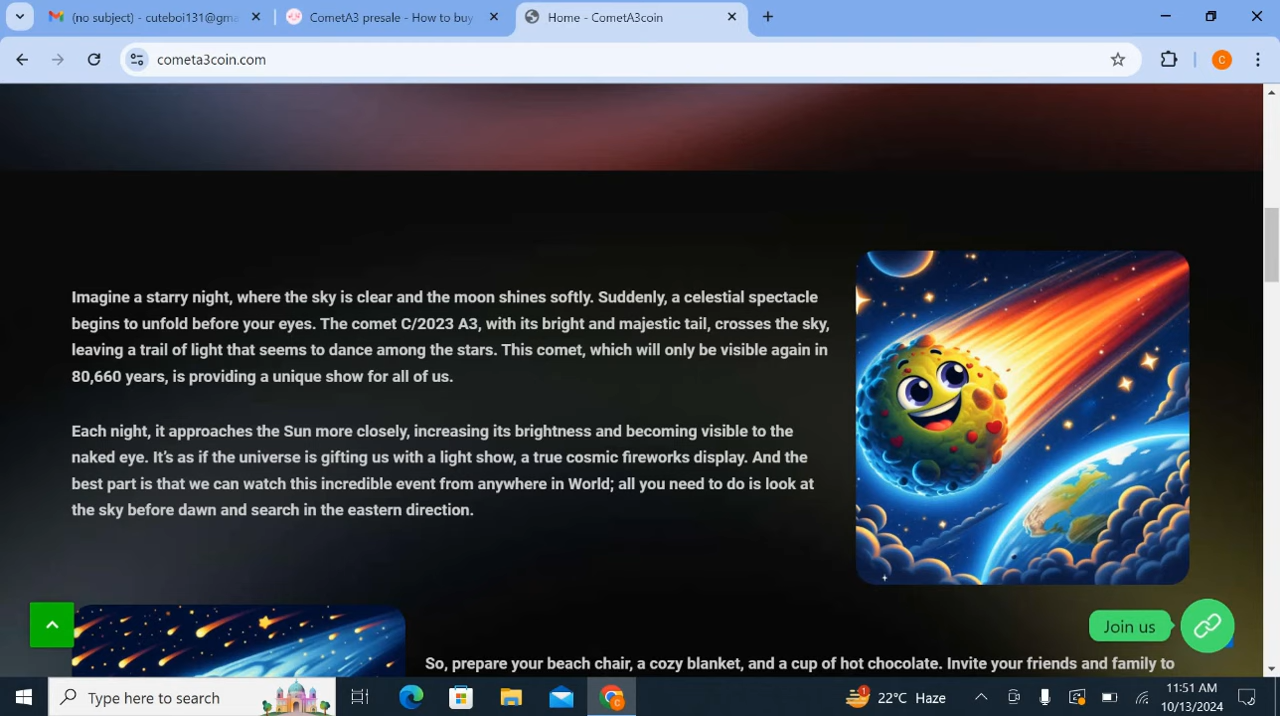 (no subject) - cuteboi131@gma
CometA3 presale - How to buy
Home - CometA3coin
cometa3coin.com
C
Imagine a starry night, where the sky is clear and the moon shines softly. Suddenly, a celestial spectacle
begins to unfold before your eyes. The comet C/2023 A3, with its bright and majestic tail, crosses the sky,
leaving a trail of light that seems to dance among the stars. This comet, which will only be visible again in
80,660 years, is providing a unique show for all of us.
Each night, it approaches the Sun more closely, increasing its brightness and becoming visible to the
naked eye. It's as if the universe is gifting us with a light show, a true cosmic fireworks display. And the
best part is that we can watch this incredible event from anywhere in World; all you need to do is look at
the sky before dawn and search in the eastern direction.
Join us
So, prepare your beach chair, a cozy blanket, and a cup of hot chocolate. Invite your friends and family to
Type here to search
C
1
22°C Haze
11:51 AM
10/13/2024